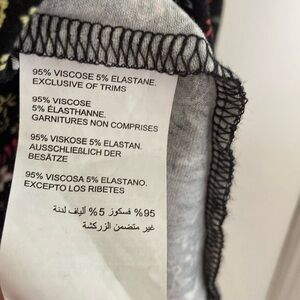 95% VISCOSE 5% ELASTANE.
EXCLUSIVE OF TRIMS
95% VISCOSE
5% ÉLASTHANNE.
GARNITURES NON COMPRISES
95% VISKOSE 5% ELASTAN.
AUSSCHLIEßLICH DER
BESÄTZE
95% VISCOSA 5% ELASTANO.
EXCEPTO LOS RIBETES
95% فسكوز 5% ألياف لدنة
غير متضمن الزركشة